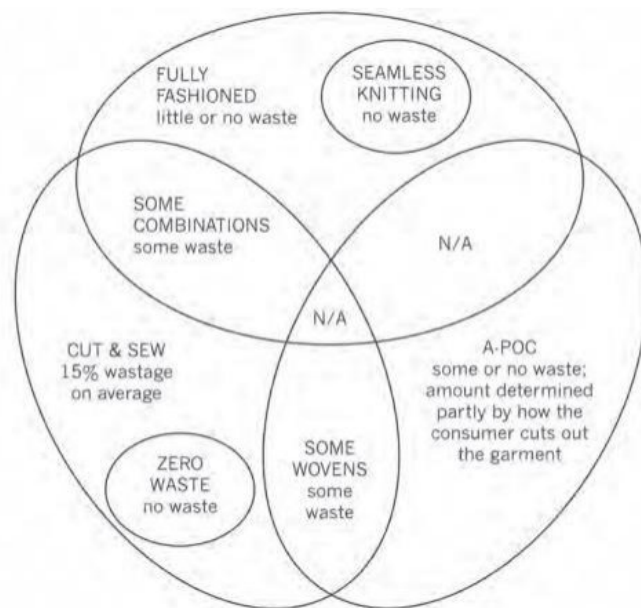 FULLY
FASHIONED
little or no waste
SEAMLESS
KNITTING
no waste
SOME
COMBINATIONS
some waste
N/A
N/A
CUT & SEW
15% wastage
on average
A-POC
some or no waste;
amount determined
partly by how the
consumer cuts out
the garment
ZERO
WASTE
no waste
SOME
WOVENS
some
waste